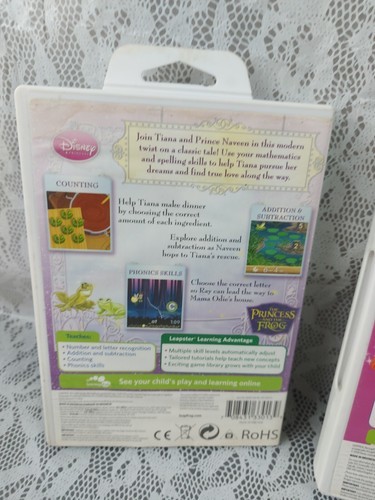 Disney
Join Tiana and Prince Naveen in this modern
twist on a classic tale! Use your mathematics
and spelling skills to help Tiana pursue her
dreams and find true love along the way.
COUNTING
Help Tiana make dinner
by choosing the correct
amount of each ingredient.
ADDITION &
SUBTRACTION
Explore addition and
subtraction as Naveen
hops to Tiana's rescue.
PHONICS SKILLS
Choose the correct letter
so Ray can lead the way to
Mama Odie's house.
THE
PRINCESS
AND THE
FROG
Teaches:
• Number and letter recognition
• Addition and subtraction
• Counting
• Phonics skills
Leapster Learning Advantage
• Multiple skill levels automatically adjust
• Tailored tutorials help teach new concepts
• Exciting game library grows with your child
See your child's play and learning online
CE
RoHS